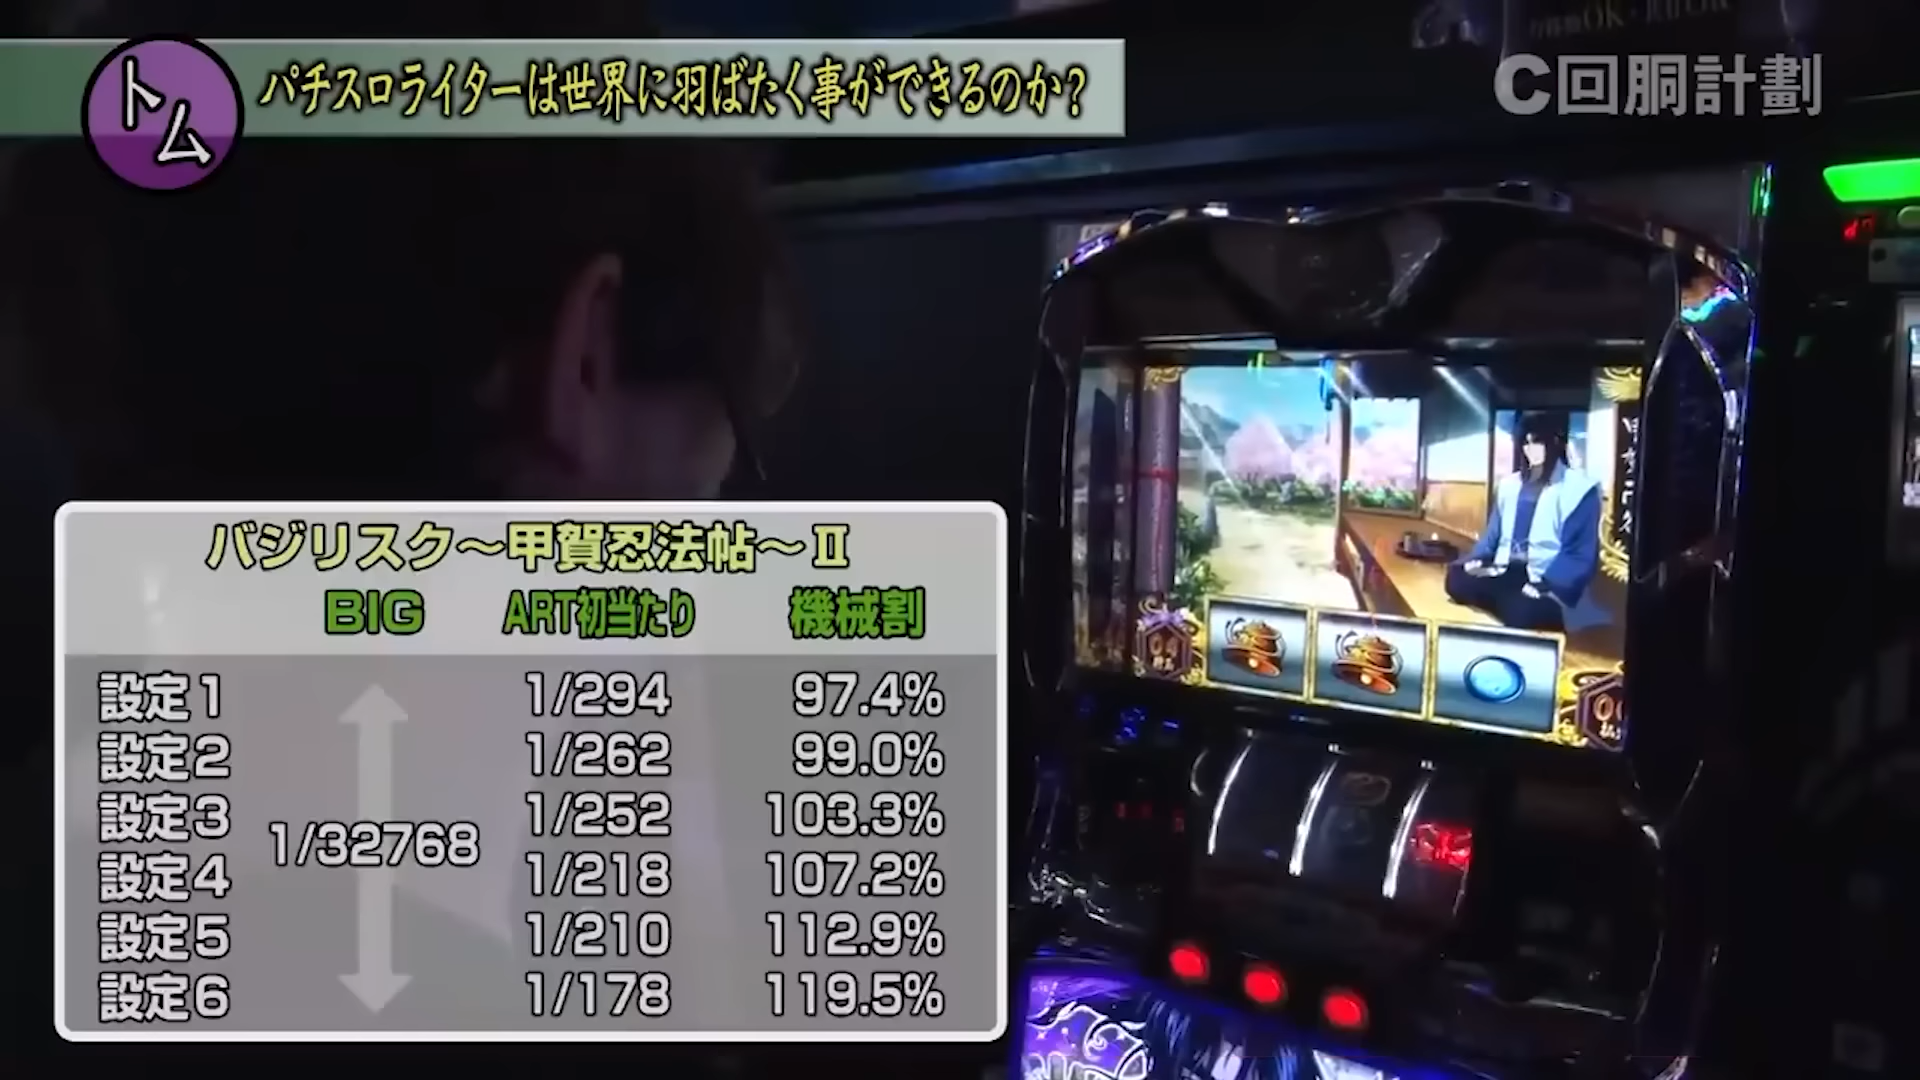 トム
パチスロライターは世界に羽ばたく事ができるのか?
C回胴計劃
バジリスク~甲賀忍法帖~Ⅱ
BIG ART初当たり 機械割
設定1 1/294 97.4%
設定2 1/262 99.0%
設定3 1/252 103.3%
1/32768
設定4 1/218 107.2%
設定5 1/210 112.9%
設定6 1/178 119.5%